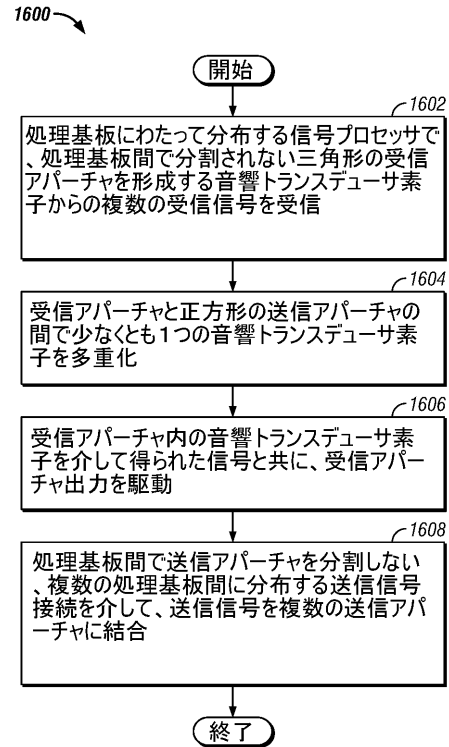 1600
開始
1602
処理基板にわたって分布する信号プロセッサで
、処理基板間で分割されない三角形の受信
アパーチャを形成する音響トランスデューサ素
子からの複数の受信信号を受信
1604
受信アパーチャと正方形の送信アパーチャの
間で少なくとも1つの音響トランスデューサ素
子を多重化
1606
受信アパーチャ内の音響トランスデューサ素
子を介して得られた信号と共に、受信アパー
チャ出力を駆動
1608
処理基板間で送信アパーチャを分割しない
、複数の処理基板間に分布する送信信号
接続を介して、送信信号を複数の送信アパ
ーチャに結合
終了